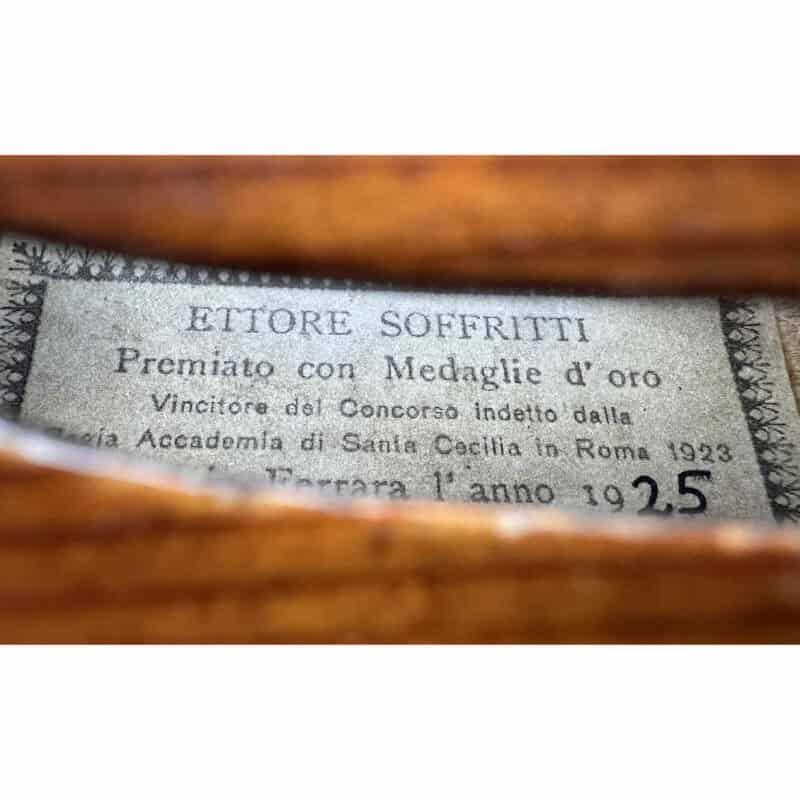 ETTORE SOFFRITTI
Premiato con Medaglie d' oro
Vincitore del Concorso indetto dalla
Accademia di Santa Cecilia in Roma 1923
Ferrara l' anno 1925